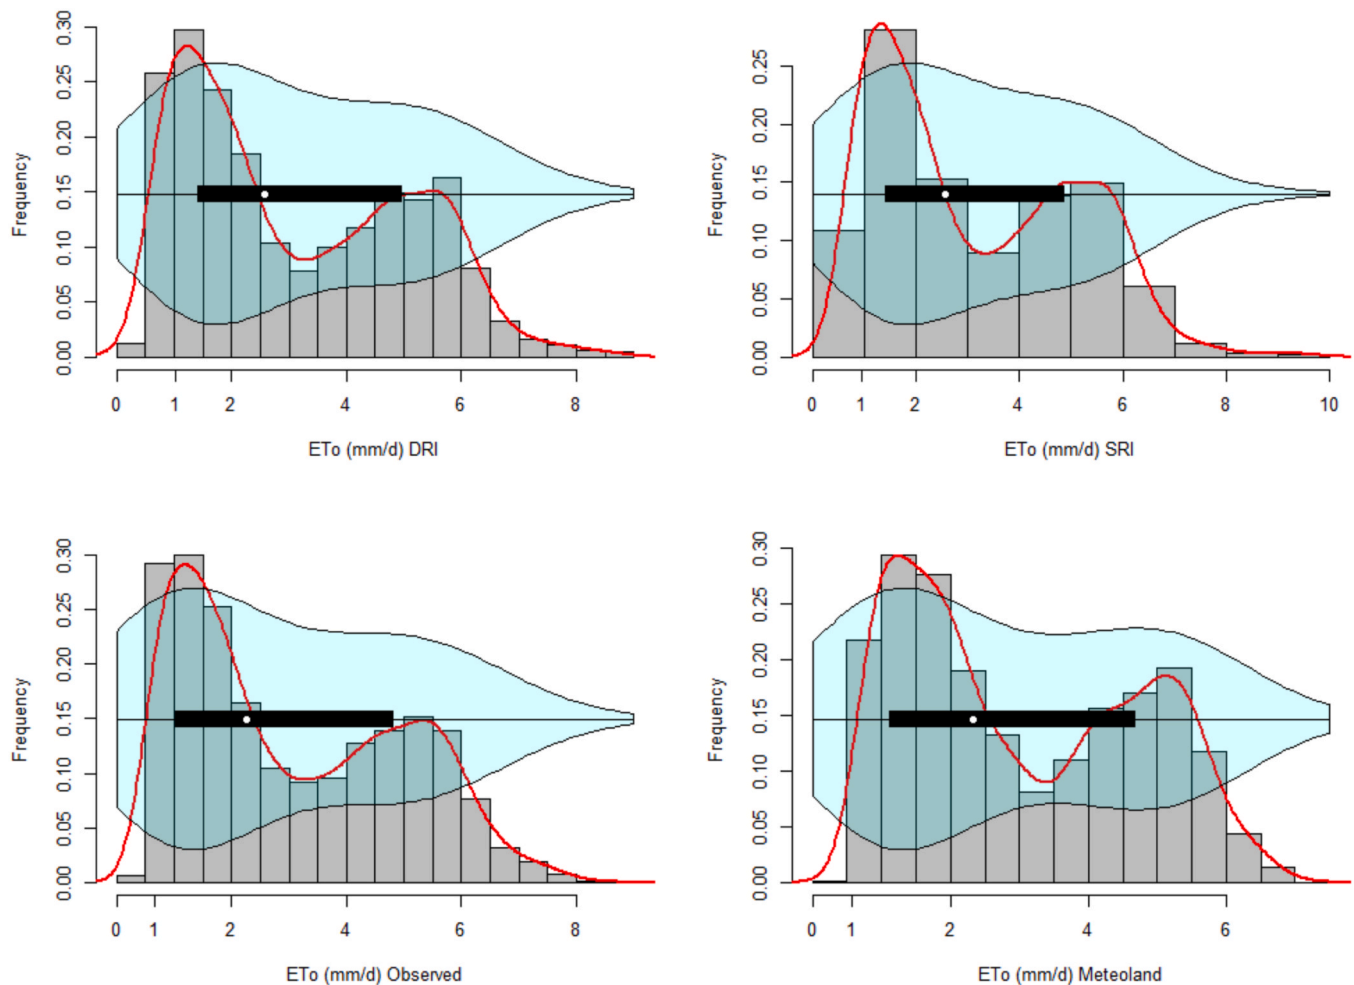 0.00 0.05 0.10 0.15 0.20 0.25 0.30
Frequency
0 1 2 4 6 8
ETo (mm/d) DRI
0.00 0.05 0.10 0.15 0.20 0.25
Frequency
0 1 2 4 6 8 10
ETo (mm/d) SRI
0.00 0.05 0.10 0.15 0.20 0.25 0.30
Frequency
0 1 2 4 6 8
ETo (mm/d) Observed
0.00 0.05 0.10 0.15 0.20 0.25 0.30
Frequency
0 1 2 4 6
ETo (mm/d) Meteoland